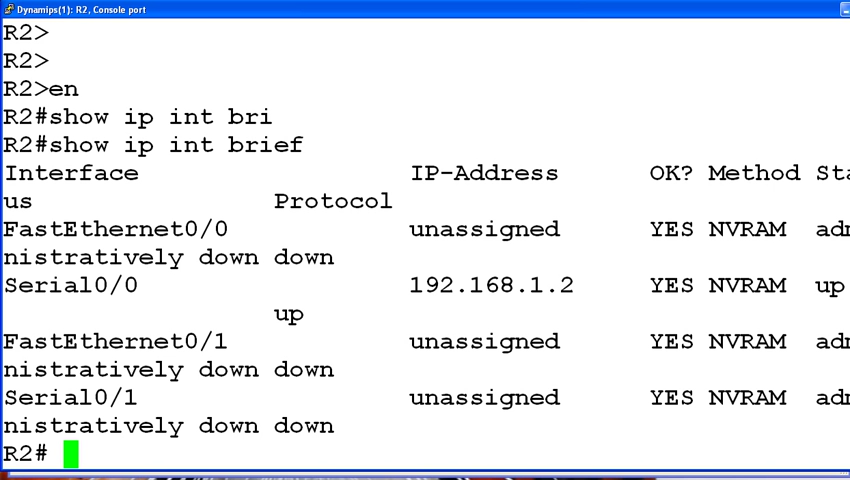 Dynamips(1): R2, Console port
R2>
R2>
R2>en
R2#show ip int bri
R2#show ip int brief
Interface IP-Address OK? Method Sta
us Protocol
FastEthernet0/0 unassigned YES NVRAM adm
nistratively down down
Serial0/0 192.168.1.2 YES NVRAM up
up
FastEthernet0/1 unassigned YES NVRAM adm
nistratively down down
Serial0/1 unassigned YES NVRAM adm
nistratively down down
R2#